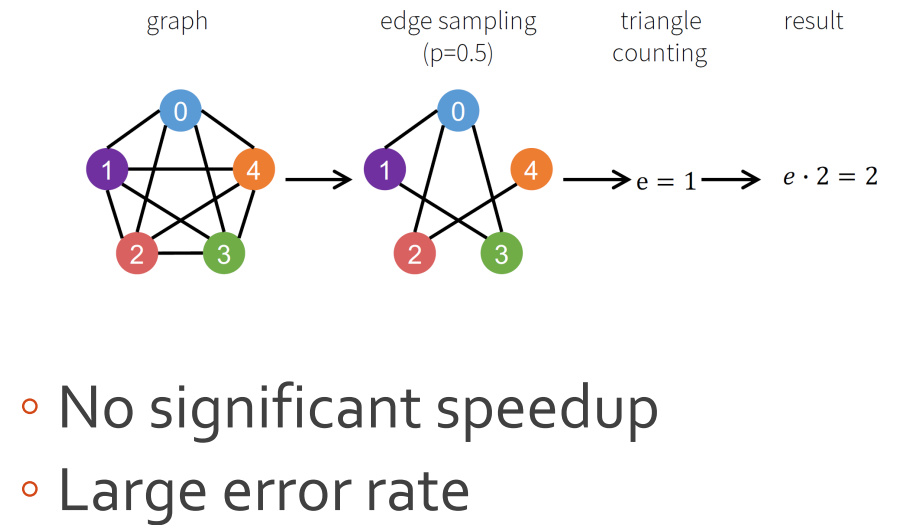 graph
edge sampling
(p=0.5)
triangle
counting
result
0
1
4
2
3
0
1
4
2
3
e = 1
e · 2 = 2
∘ No significant speedup
∘ Large error rate